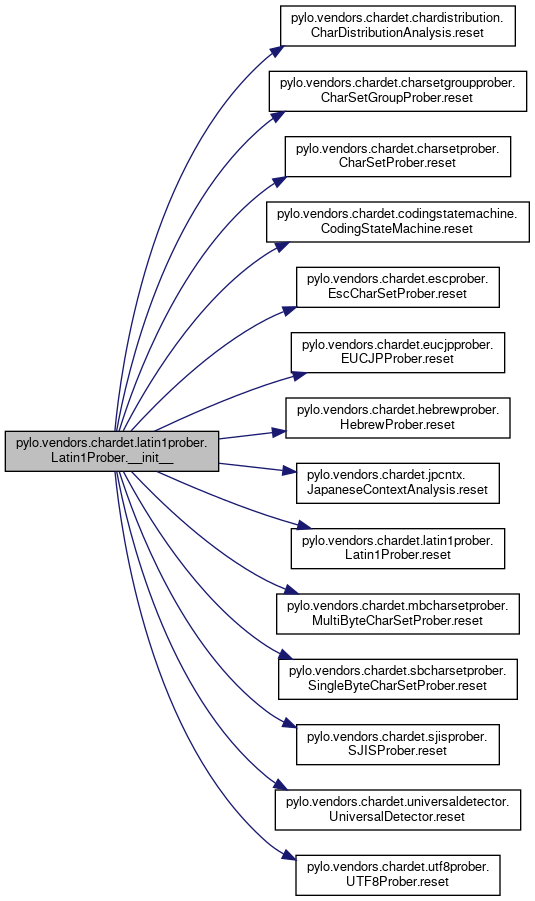 pylo.vendors.chardet.latin1prober.
Latin1Prober.__init__
pylo.vendors.chardet.chardistribution.
CharDistributionAnalysis.reset
pylo.vendors.chardet.charsetgroupprober.
CharSetGroupProber.reset
pylo.vendors.chardet.charsetprober.
CharSetProber.reset
pylo.vendors.chardet.codingstatemachine.
CodingStateMachine.reset
pylo.vendors.chardet.escprober.
EscCharSetProber.reset
pylo.vendors.chardet.eucjpprober.
EUCJPProber.reset
pylo.vendors.chardet.hebrewprober.
HebrewProber.reset
pylo.vendors.chardet.jpcntx.
JapaneseContextAnalysis.reset
pylo.vendors.chardet.latin1prober.
Latin1Prober.reset
pylo.vendors.chardet.mbcharsetprober.
MultiByteCharSetProber.reset
pylo.vendors.chardet.sbcharsetprober.
SingleByteCharSetProber.reset
pylo.vendors.chardet.sjisprober.
SJISProber.reset
pylo.vendors.chardet.universaldetector.
UniversalDetector.reset
pylo.vendors.chardet.utf8prober.
UTF8Prober.reset